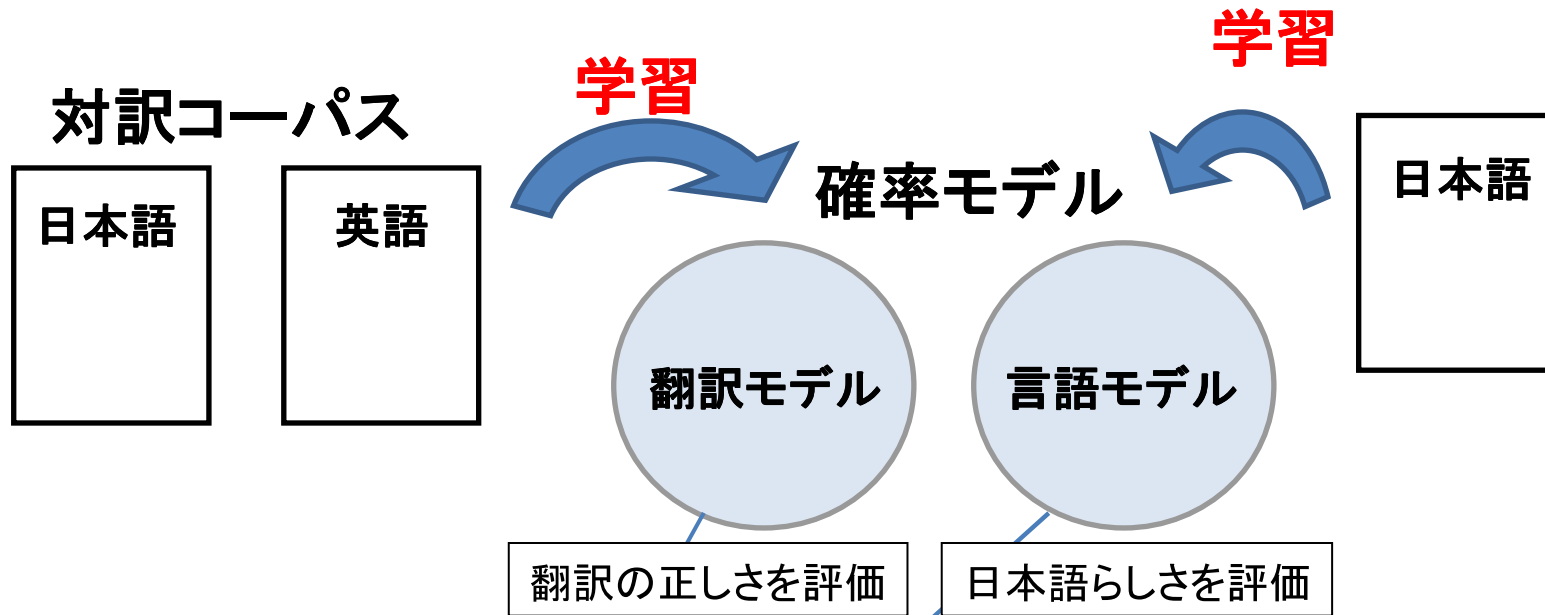 学習
学習
対訳コーパス
確率モデル
日本語
英語
日本語
翻訳モデル
言語モデル
翻訳の正しさを評価
日本語らしさを評価